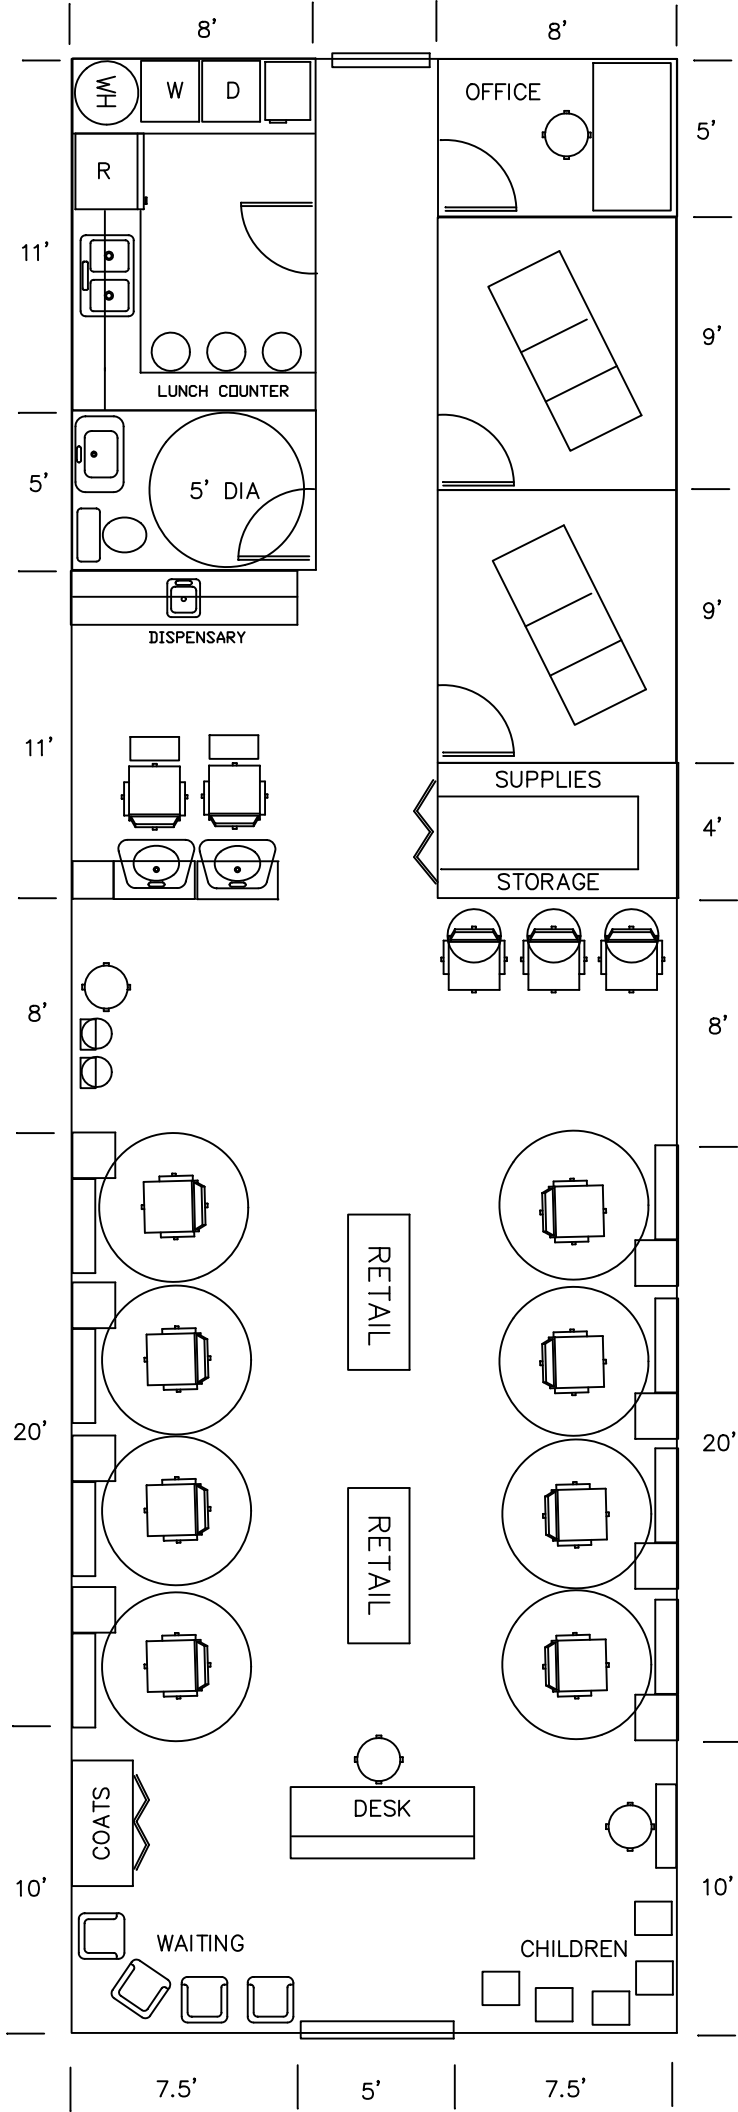 8'
8'
WH
W
D
OFFICE
5'
R
11'
9'
LUNCH COUNTER
5'
5' DIA
9'
DISPENSARY
11'
SUPPLIES
4'
STORAGE
8'
8'
RETAIL
20'
20'
RETAIL
COATS
DESK
10'
10'
WAITING
CHILDREN
7.5'
5'
7.5'